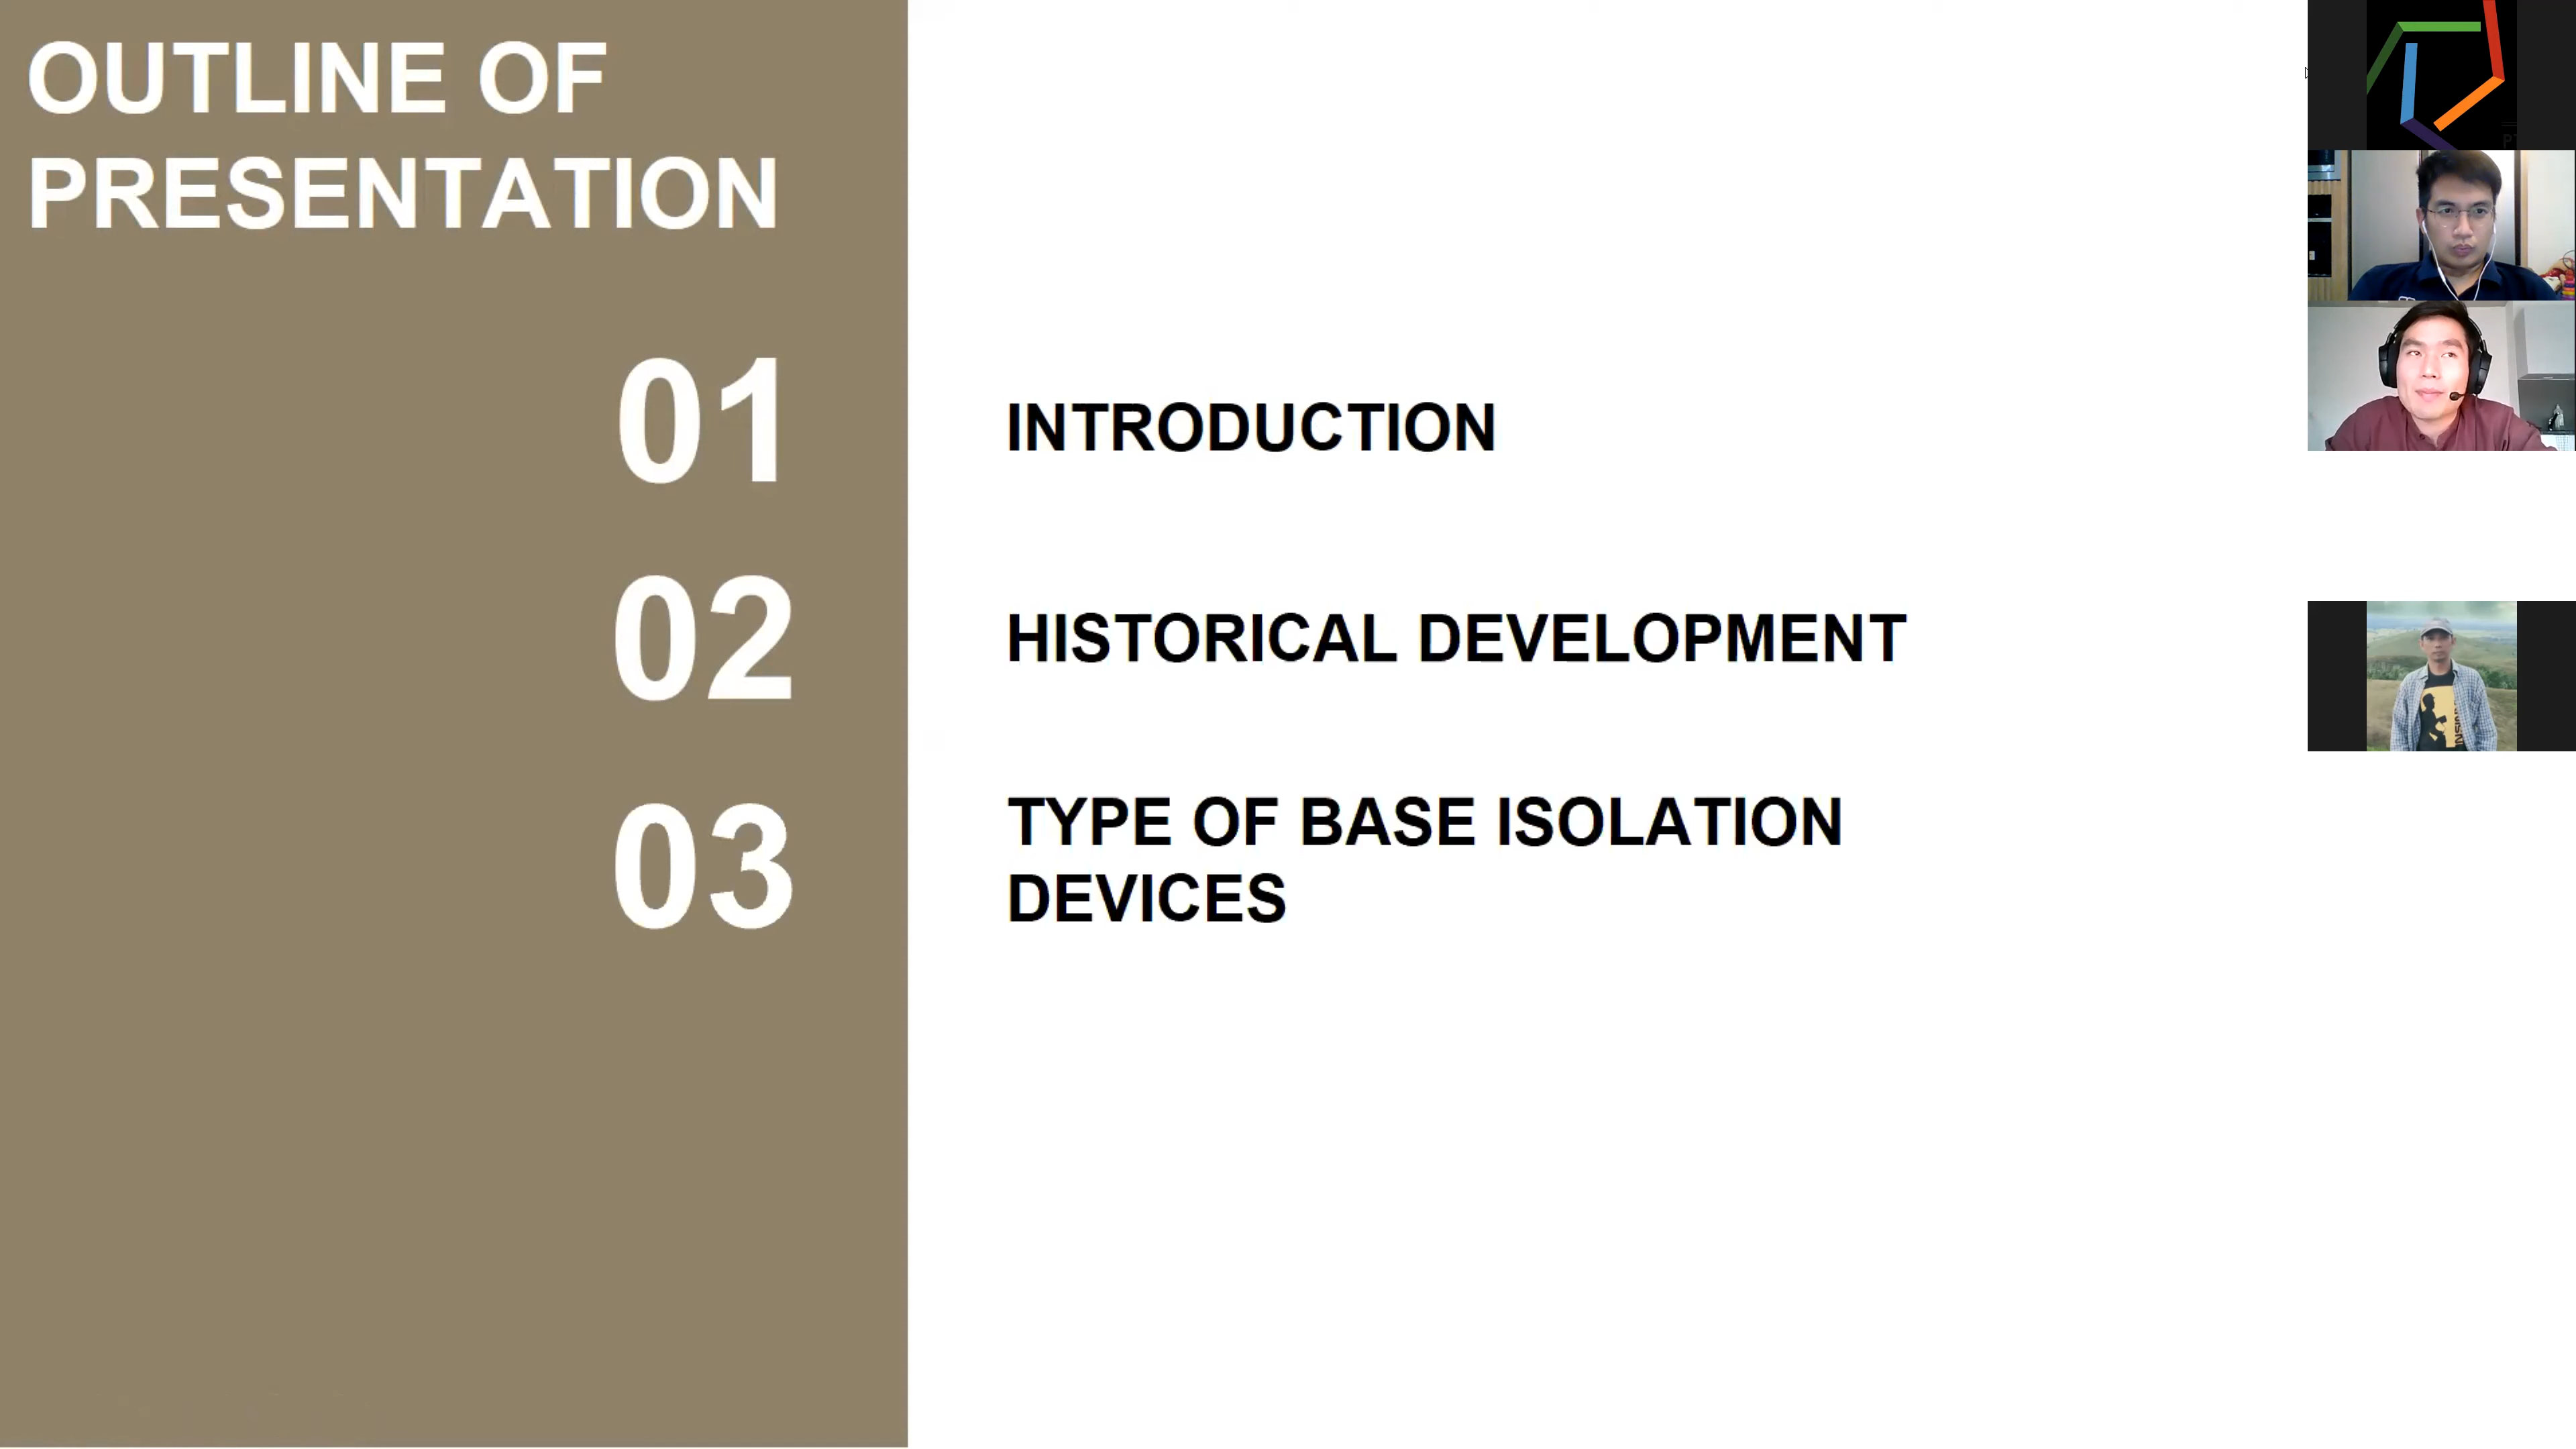 OUTLINE OF
PRESENTATION
01
INTRODUCTION
02
HISTORICAL DEVELOPMENT
03
TYPE OF BASE ISOLATION
DEVICES